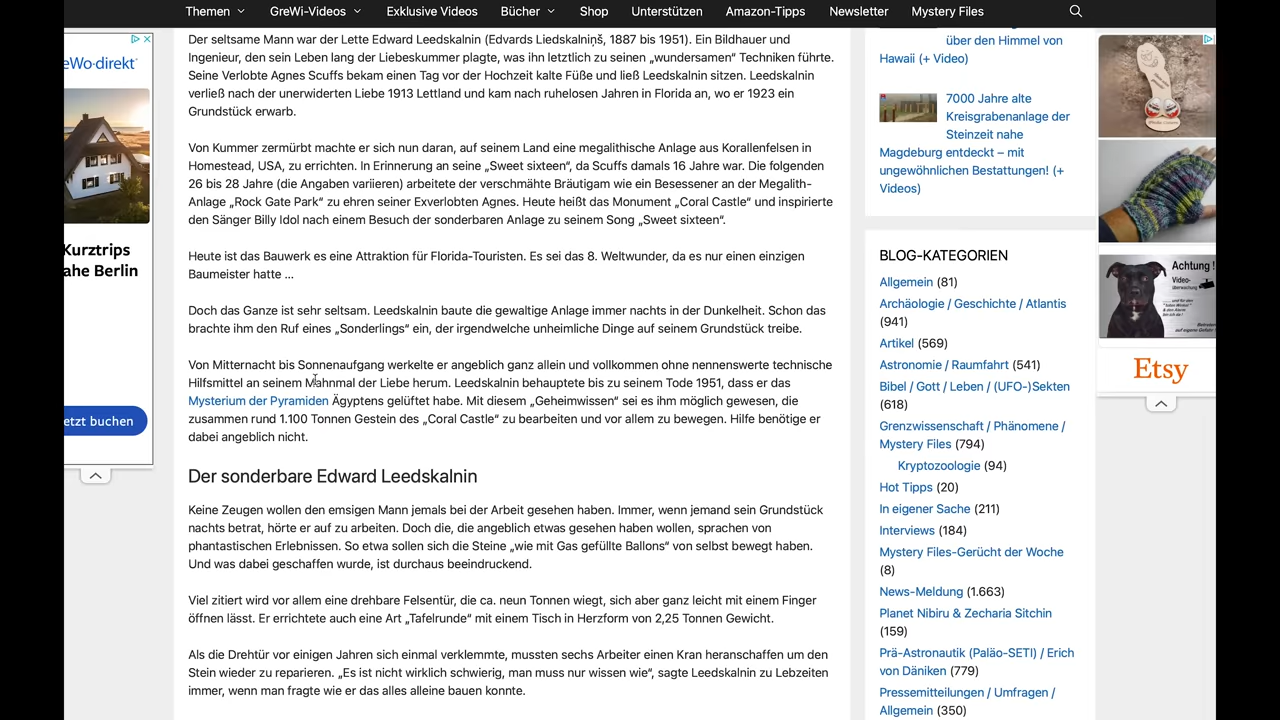 Themen
GreWi-Videos
Exklusive Videos
Bücher
Shop
Unterstützen
Amazon-Tipps
Newsletter
Mystery Files
Der seltsame Mann war der Lette Edward Leedskalnin (Edvards Liedskalniņš, 1887 bis 1951). Ein Bildhauer und
Ingenieur, den sein Leben lang der Liebeskummer plagte, was ihn letztlich zu seinen „wundersamen“ Techniken führte.
Seine Verlobte Agnes Scuffs bekam einen Tag vor der Hochzeit kalte Füße und ließ Leedskalnin sitzen. Leedskalnin
verließ nach der unerwiderten Liebe 1913 Lettland und kam nach ruhelosen Jahren in Florida an, wo er 1923 ein
Grundstück erwarb.
Von Kummer zermürbt machte er sich nun daran, auf seinem Land eine megalithische Anlage aus Korallenfelsen in
Homestead, USA, zu errichten. In Erinnerung an seine „Sweet sixteen“, da Scuffs damals 16 Jahre war. Die folgenden
26 bis 28 Jahre (die Angaben variieren) arbeitete der verschmähte Bräutigam wie ein Besessener an der Megalith-
Anlage „Rock Gate Park“ zu ehren seiner Exverlobten Agnes. Heute heißt das Monument „Coral Castle“ und inspirierte
den Sänger Billy Idol nach einem Besuch der sonderbaren Anlage zu seinem Song „Sweet sixteen“.
Heute ist das Bauwerk es eine Attraktion für Florida-Touristen. Es sei das 8. Weltwunder, da es nur einen einzigen
Baumeister hatte …
Doch das Ganze ist sehr seltsam. Leedskalnin baute die gewaltige Anlage immer nachts in der Dunkelheit. Schon das
brachte ihm den Ruf eines „Sonderlings“ ein, der irgendwelche unheimliche Dinge auf seinem Grundstück treibe.
Von Mitternacht bis Sonnenaufgang werkelte er angeblich ganz allein und vollkommen ohne nennenswerte technische
Hilfsmittel an seinem Mahnmal der Liebe herum. Leedskalnin behauptete bis zu seinem Tode 1951, dass er das
Mysterium der Pyramiden Ägyptens gelüftet habe. Mit diesem „Geheimwissen“ sei es ihm möglich gewesen, die
zusammen rund 1.100 Tonnen Gestein des „Coral Castle“ zu bearbeiten und vor allem zu bewegen. Hilfe benötige er
dabei angeblich nicht.
Der sonderbare Edward Leedskalnin
Keine Zeugen wollen den emsigen Mann jemals bei der Arbeit gesehen haben. Immer, wenn jemand sein Grundstück
nachts betrat, hörte er auf zu arbeiten. Doch die, die angeblich etwas gesehen haben wollen, sprachen von
phantastischen Erlebnissen. So etwa sollen sich die Steine „wie mit Gas gefüllte Ballons“ von selbst bewegt haben.
Und was dabei geschaffen wurde, ist durchaus beeindruckend.
Viel zitiert wird vor allem eine drehbare Felsentür, die ca. neun Tonnen wiegt, sich aber ganz leicht mit einem Finger
öffnen lässt. Er errichtete auch eine Art „Tafelrunde“ mit einem Tisch in Herzform von 2,25 Tonnen Gewicht.
Als die Drehtür vor einigen Jahren sich einmal verklemmte, mussten sechs Arbeiter einen Kran heranschaffen um den
Stein wieder zu reparieren. „Es ist nicht wirklich schwierig, man muss nur wissen wie“, sagte Leedskalnin zu Lebzeiten
immer, wenn man fragte wie er das alles alleine bauen konnte.
über den Himmel von
Hawaii (+ Video)
7000 Jahre alte
Kreisgrabenanlage der
Steinzeit nahe
Magdeburg entdeckt – mit
ungewöhnlichen Bestattungen! (+
Videos)
BLOG-KATEGORIEN
Allgemein (81)
Archäologie / Geschichte / Atlantis
(941)
Artikel (569)
Astronomie / Raumfahrt (541)
Bibel / Gott / Leben / (UFO-)Sekten
(618)
Grenzwissenschaft / Phänomene /
Mystery Files (794)
Kryptozoologie (94)
Hot Tipps (20)
In eigener Sache (211)
Interviews (184)
Mystery Files-Gerücht der Woche
(8)
News-Meldung (1.663)
Planet Nibiru & Zecharia Sitchin
(159)
Prä-Astronautik (Paläo-SETI) / Erich
von Däniken (779)
Pressemitteilungen / Umfragen /
Allgemein (350)
eWo·direkt
Kurztrips
ahe Berlin
etzt buchen
Achtung !
Video-
überwachung
Etsy